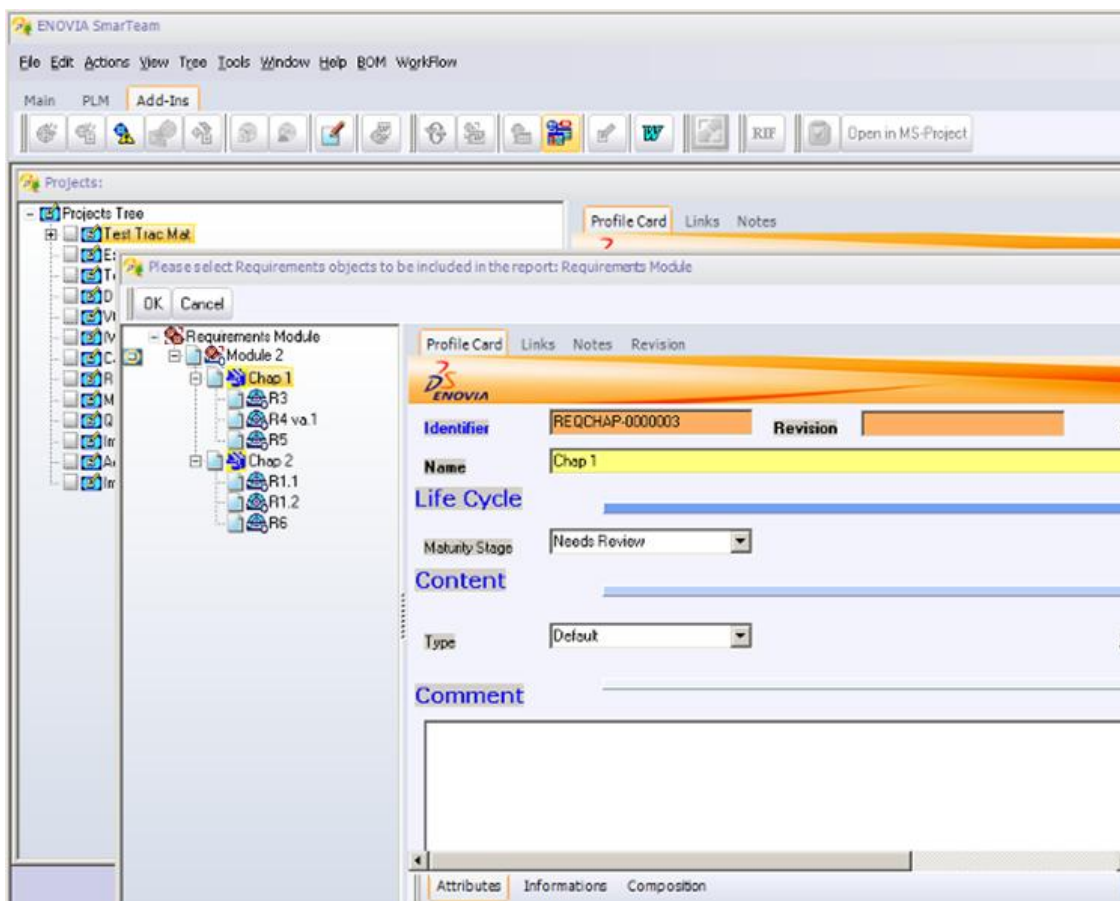 ENOVIA SmarTeam
File Edit Actions View Tree Tools Window Help BOM WorkFlow
Main PLM Add-Ins
W RIF Open in MS-Project
Projects:
Projects Tree
Test Trac Mat
Profile Card Links Notes
Please select Requirements objects to be included in the report: Requirements Module
OK Cancel
Requirements Module
Module 2
Chap 1
R3
R4 va.1
R5
Chap 2
R1.1
R1.2
R6
Profile Card Links Notes Revision
DS
ENOVIA
Identifier REQCHAP-0000003 Revision
Name Chap 1
Life Cycle
Maturity Stage Needs Review
Content
Type Default
Comment
Attributes Informations Composition